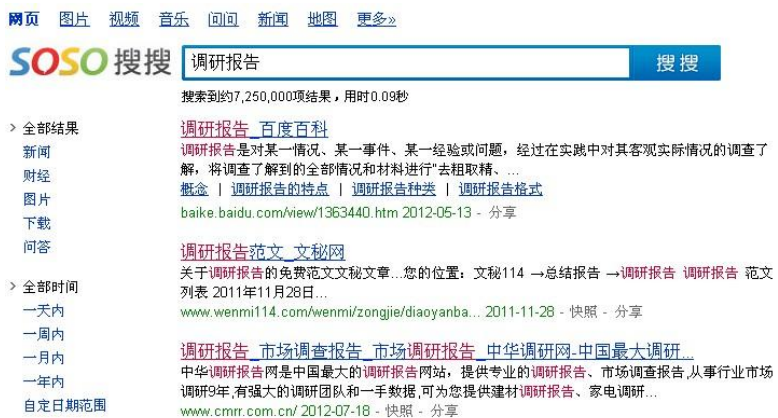 网页 图片 视频 音乐 问问 新闻 地图 更多»
SOSO 搜搜 调研报告 搜搜
搜索到约7,250,000项结果，用时0.09秒
> 全部结果
新闻
财经
图片
下载
问答
> 全部时间
一天内
一周内
一月内
一年内
自定日期范围
调研报告_百度百科
调研报告是对某一情况、某一事件、某一经验或问题，经过在实践中对其客观实际情况的调查了
解，将调查了解到的全部情况和材料进行"去粗取精、...
概念 | 调研报告的特点 | 调研报告种类 | 调研报告格式
baike.baidu.com/view/1363440.htm 2012-05-13 - 分享
调研报告范文_文秘网
关于调研报告的免费范文文秘文章...您的位置：文秘114 →总结报告 →调研报告 调研报告 范文
列表 2011年11月28日...
www.wenmi114.com/wenmi/zongjie/diaoyanba... 2011-11-28 - 快照 - 分享
调研报告_市场调查报告_市场调研报告_中华调研网-中国最大调研...
中华调研报告网是中国最大的调研报告网站，提供专业的调研报告、市场调查报告,从事行业市场
调研9年,有强大的调研团队和一手数据,可为您提供建材调研报告、家电调研...
www.cmrr.com.cn/ 2012-07-18 - 快照 - 分享